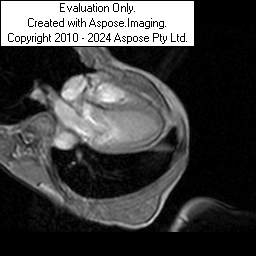 Evaluation Only.
Created with Aspose.Imaging.
Copyright 2010 - 2024 Aspose Pty Ltd.